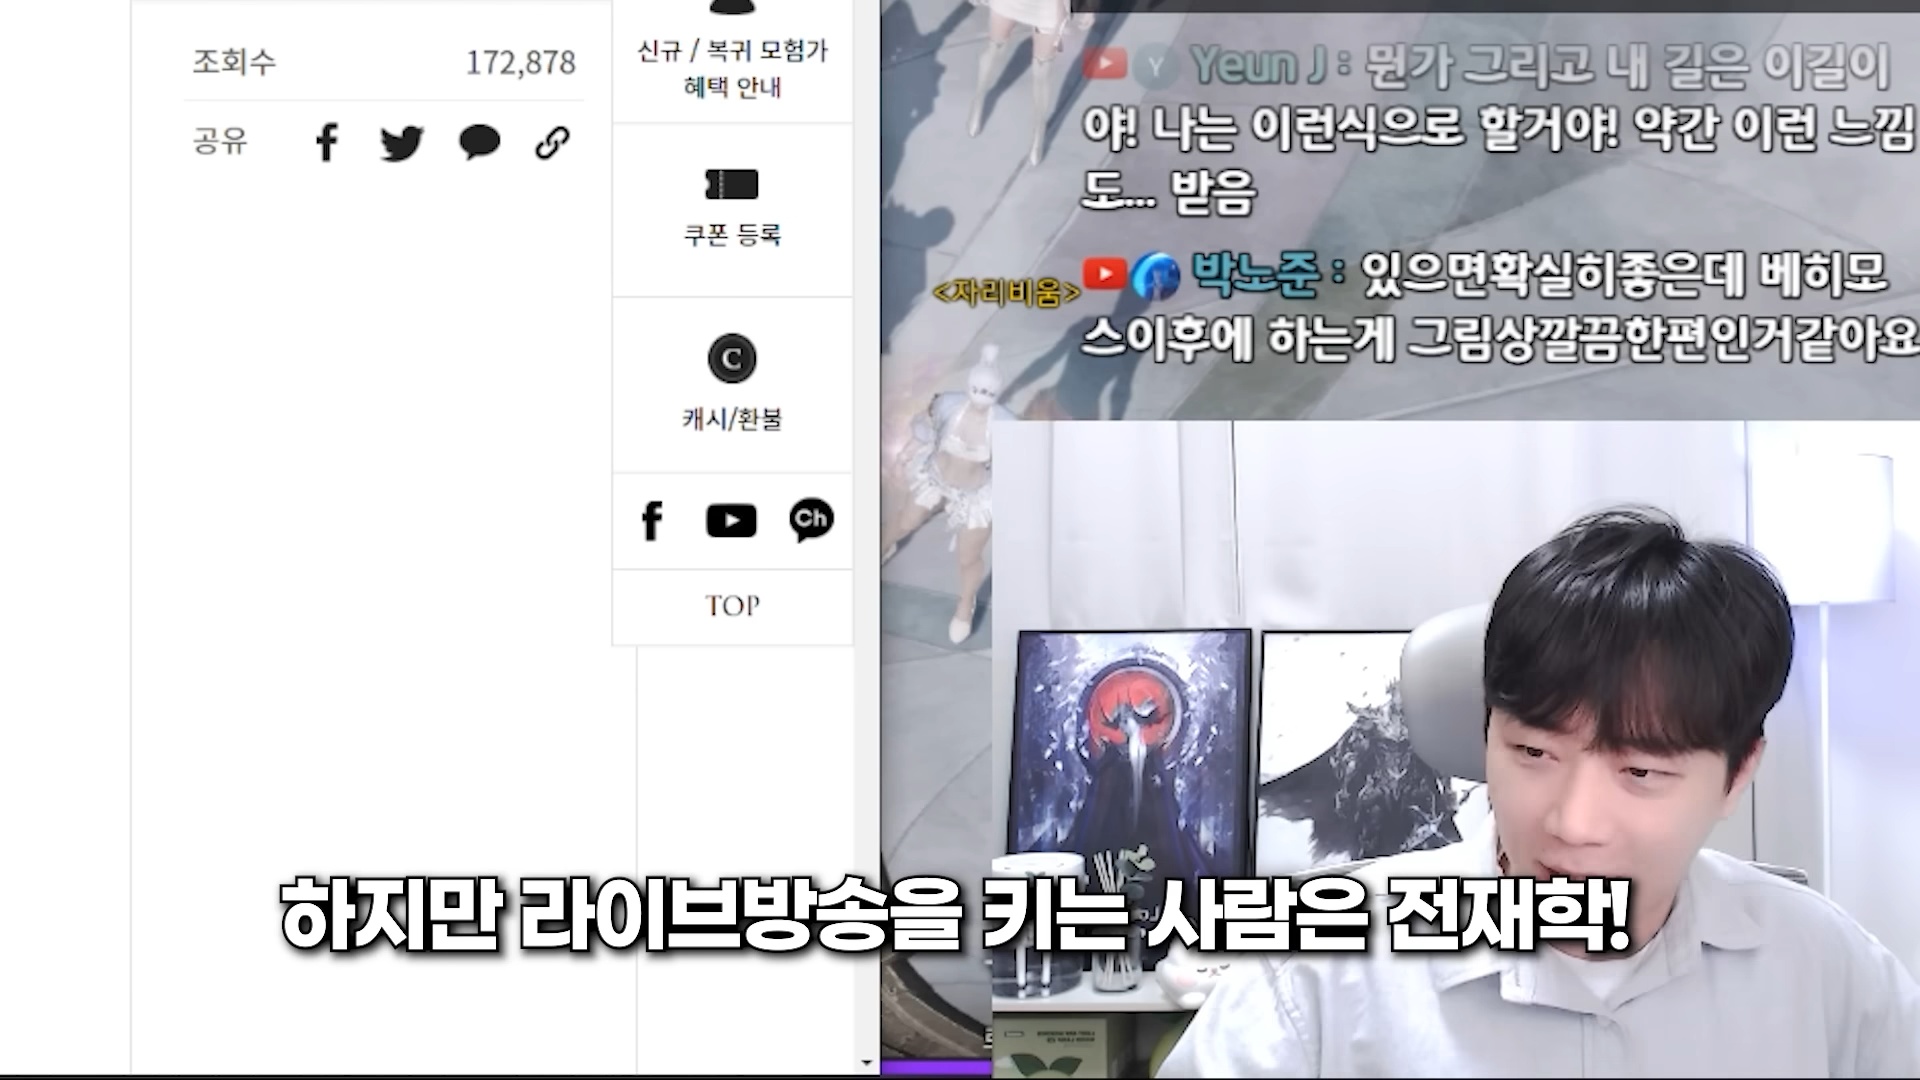 조회수 172,878
공유
신규 / 복귀 모험가
혜택 안내
쿠폰 등록
C
캐시/환불
Ch
TOP
Y Yeun J : 뭔가 그리고 내 길은 이길이
야! 나는 이런식으로 할거야! 약간 이런 느낌
도... 받음
<자리비움>
박노준 : 있으면확실히좋은데 베히모
스이후에 하는게 그림상깔끔한편인거같아요
하지만 라이브방송을 키는 사람은 전재학!